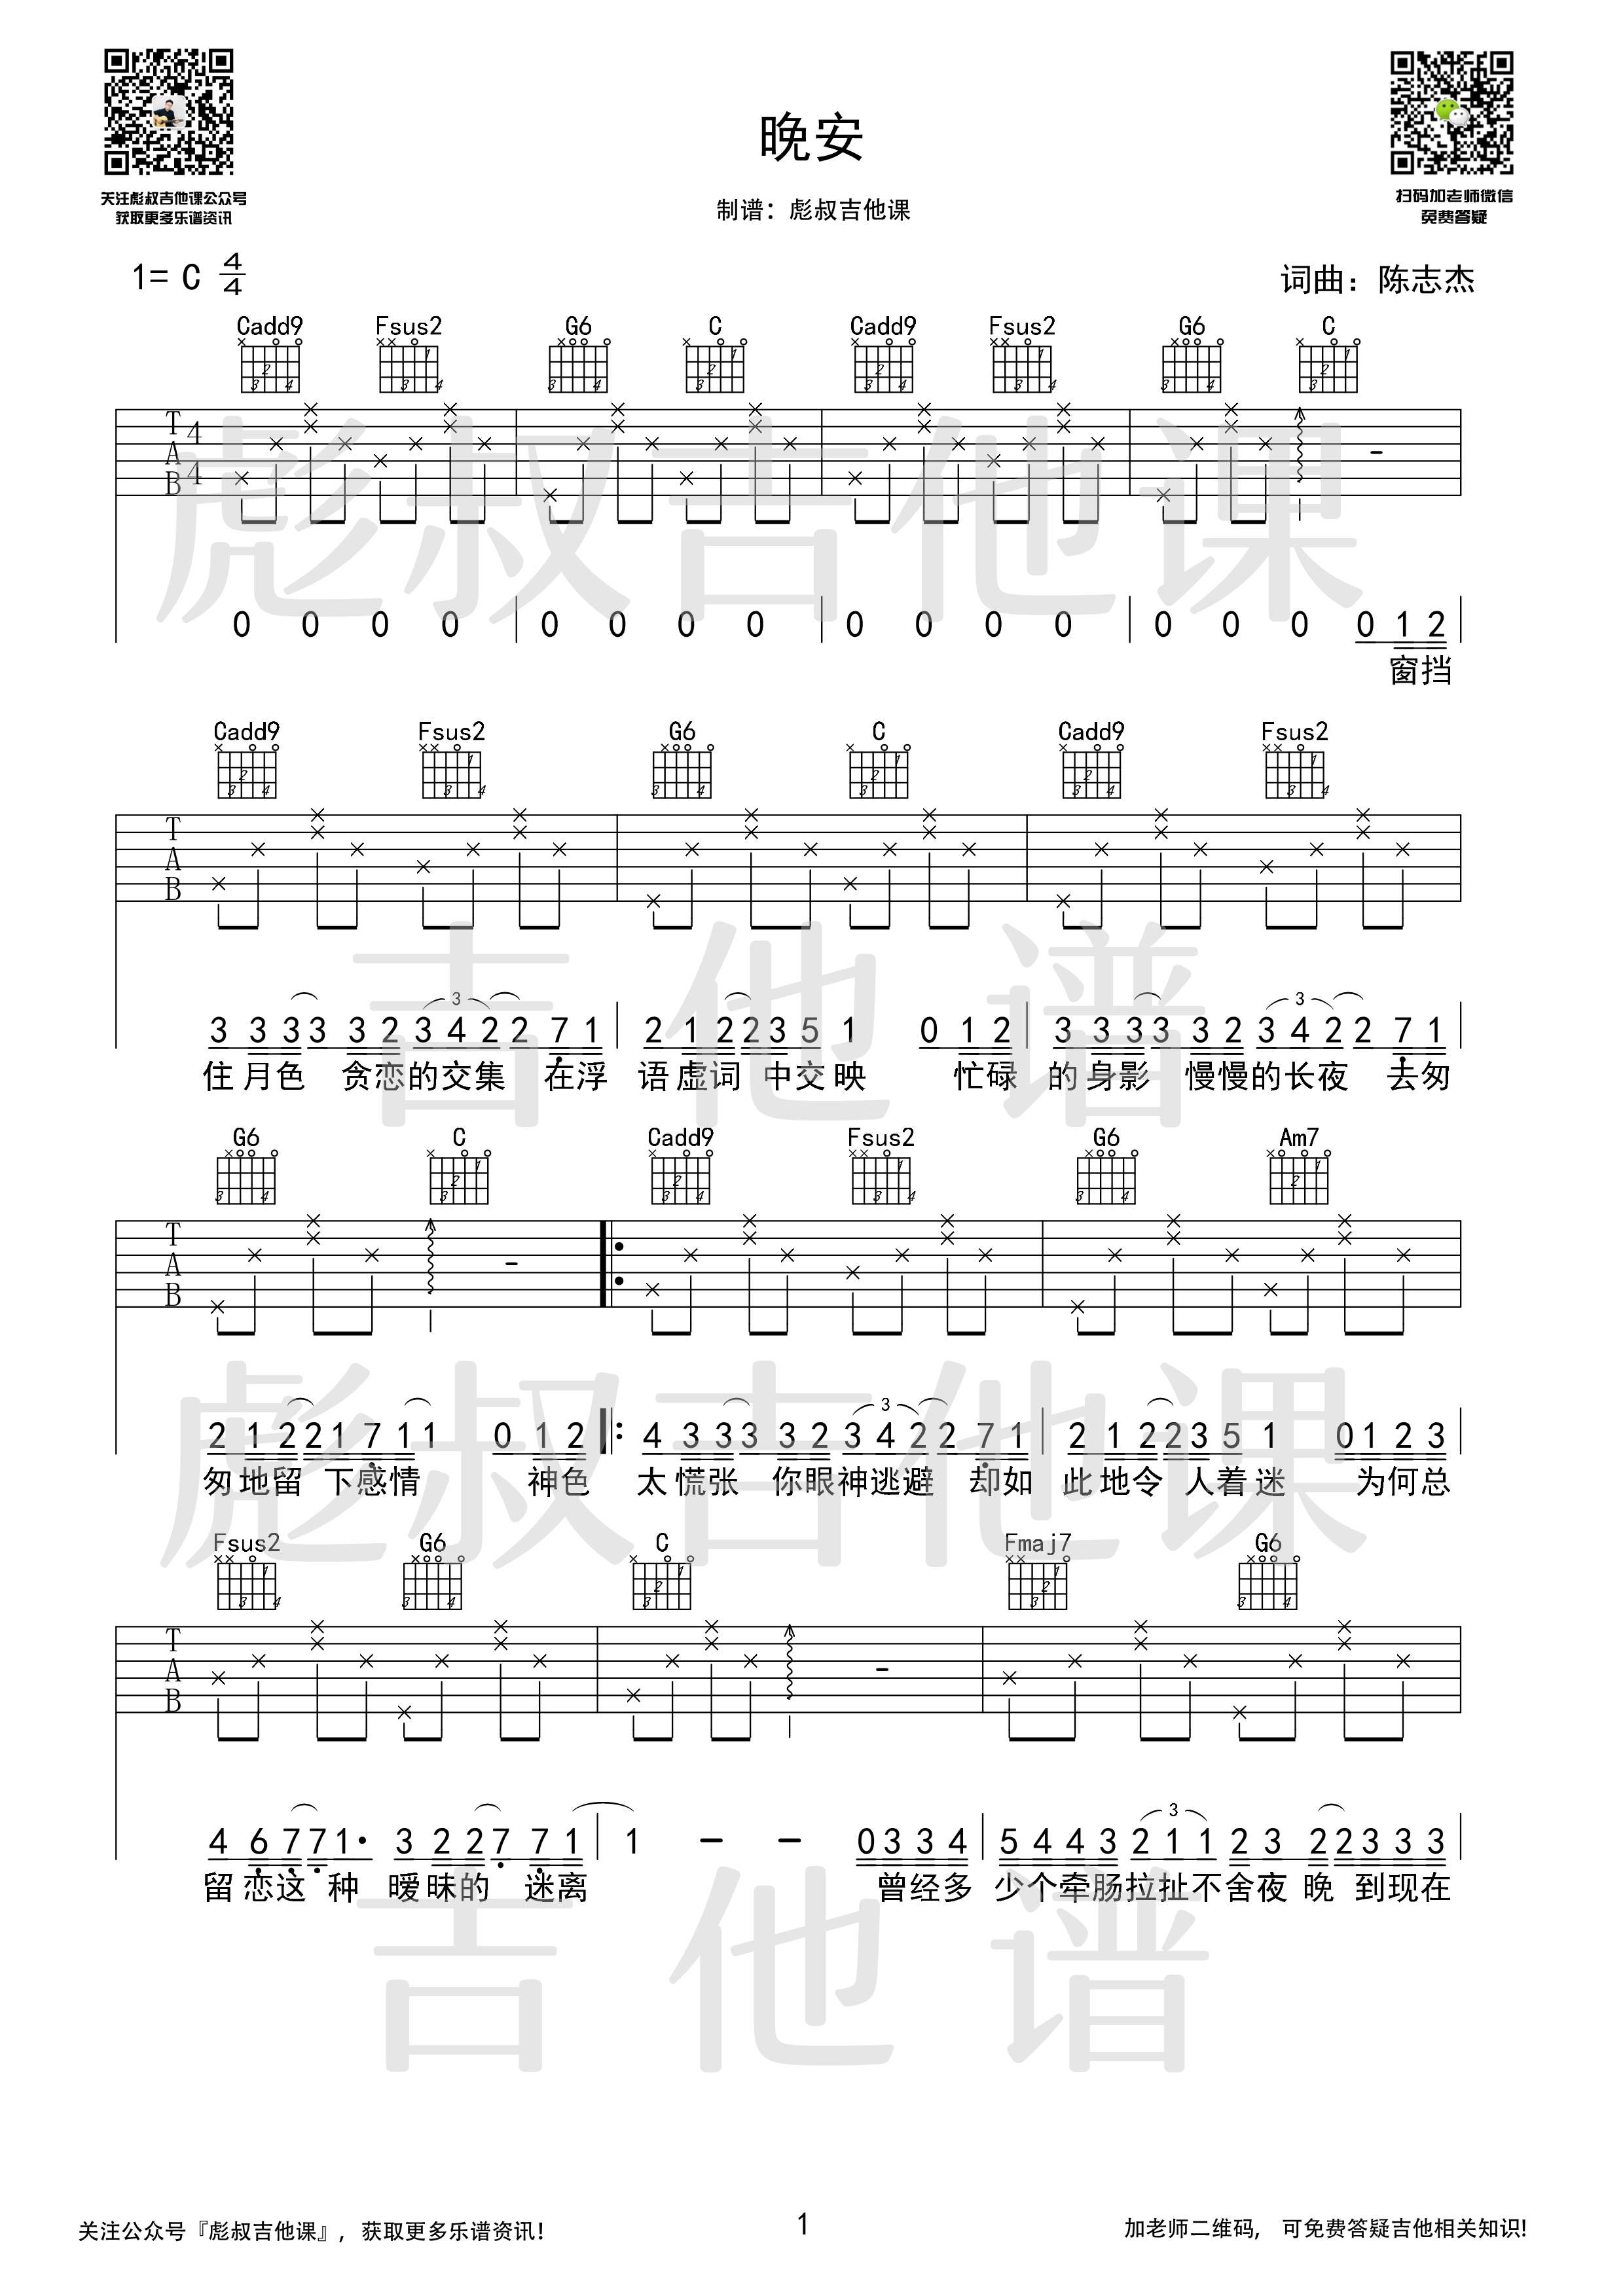 晚安
关注彪叔吉他课公众号
获取更多乐谱资讯
扫码加老师微信
免费答疑
制谱：彪叔吉他课
1= C 4/4
词曲：陈志杰
Cadd9 Fsus2 G6 C Cadd9 Fsus2 G6 C
T A B 4 4
彪叔吉他课
0 0 0 0 0 0 0 0 0 0 0 0 0 0 0 0 1 2
窗挡
Cadd9 Fsus2 G6 C Cadd9 Fsus2
T A B
吉他谱
3 3 3 3 3 2 3 4 2 2 7 1 2 1 2 2 3 5 1 0 1 2 3 3 3 3 3 2 3 4 2 2 7 1
住月色 贪恋的交集 在浮 语虚词 中交映 忙碌 的身影 慢慢的长夜 去匆
G6 C Cadd9 Fsus2 G6 Am7
T A B
彪叔吉他课
2 1 2 2 1 7 1 1 0 1 2 4 3 3 3 3 2 3 4 2 2 7 1 2 1 2 2 3 5 1 0 1 2 3
匆地留 下感情 神色 太慌张 你眼神逃避 却如 此地令 人着迷 为何总
Fsus2 G6 C Fmaj7 G6
T A B
4 6 7 7 1· 3 2 2 7 7 1 1 － － 0 3 3 4 5 4 4 3 2 1 1 2 3 2 2 3 3 3
留恋这 种 暧昧的 迷离 曾经多 少个牵肠拉扯不舍夜 晚 到现在
吉他谱
关注公众号『彪叔吉他课』，获取更多乐谱资讯！
1
加老师二维码， 可免费答疑吉他相关知识!